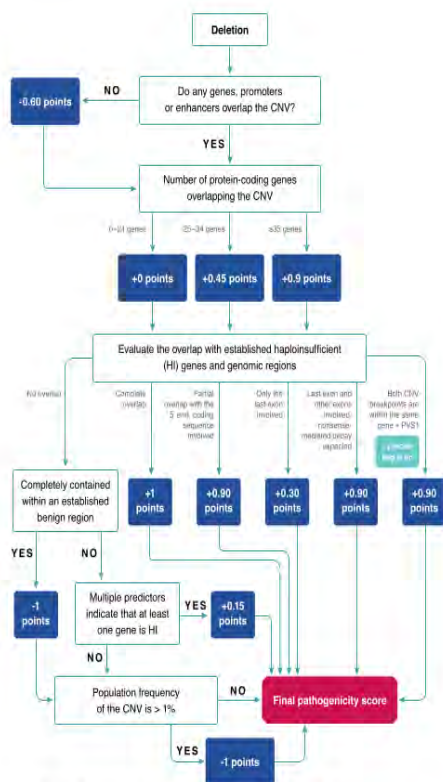 Deletion
NO
Do any genes, promoters
or enhancers overlap the CNV?
-0.60 points
YES
Number of protein-coding genes
overlapping the CNV
genes
25–34 genes
≥35 genes
+0 points
+0.45 points
+0.9 points
Evaluate the overlap with established haploinsufficient
(HI) genes and genomic regions
No overlap
Complete
overlap
Partial
overlap with the
5' end, coding
sequence
involved
Only the
last exon
involved
Last exon and
other exons
involved,
nonsense-
mediated decay
expected
Both CNV
breakpoints are
within the same
gene + PVS1
Completely contained
within an established
benign region
+1
points
+0.90
points
+0.30
points
+0.90
points
+0.90
points
YES
NO
-1
points
Multiple predictors
indicate that at least
one gene is HI
YES
+0.15
points
NO
Population frequency
of the CNV is > 1%
NO
Final pathogenicity score
YES
-1 points